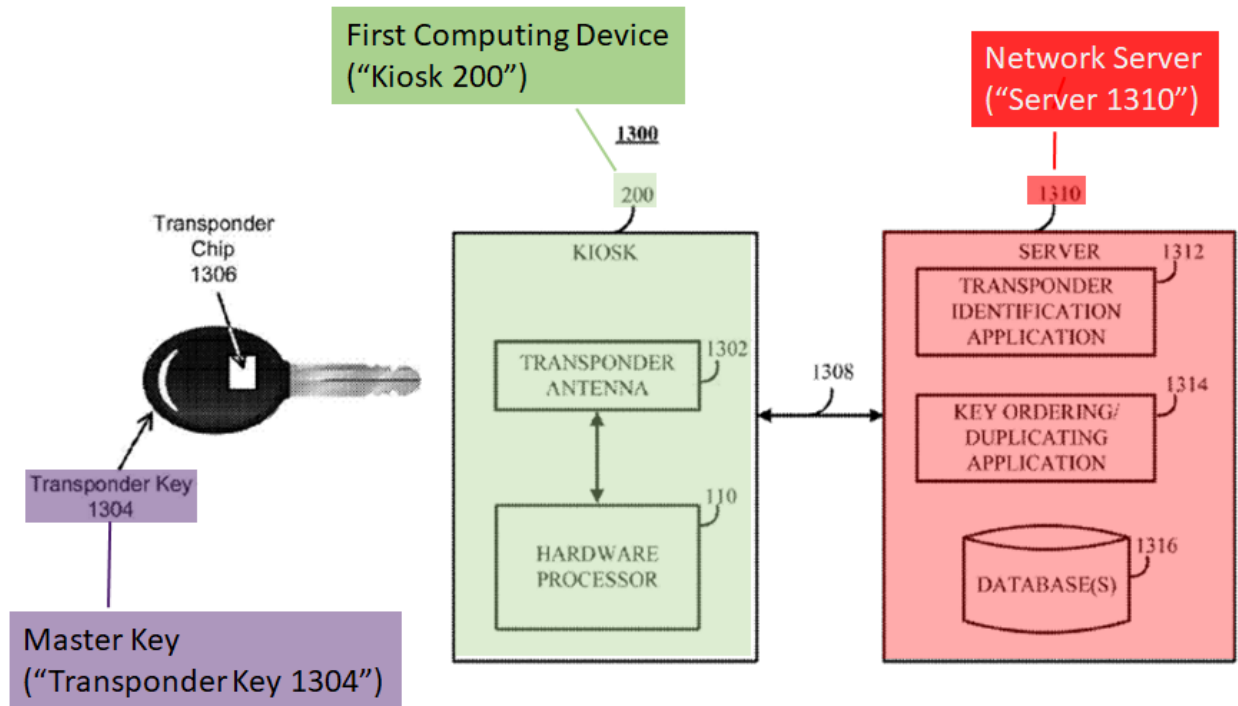 First Computing Device
(“Kiosk 200”)
Network Server
(“Server 1310”)
1300
200
1310
Transponder
Chip
1306
KIOSK
SERVER
1312
TRANSPONDER
IDENTIFICATION
APPLICATION
1302
TRANSPONDER
ANTENNA
1308
1314
KEY ORDERING/
DUPLICATING
APPLICATION
Transponder Key
1304
110
HARDWARE
PROCESSOR
1316
DATABASE(S)
Master Key
(“Transponder Key 1304”)